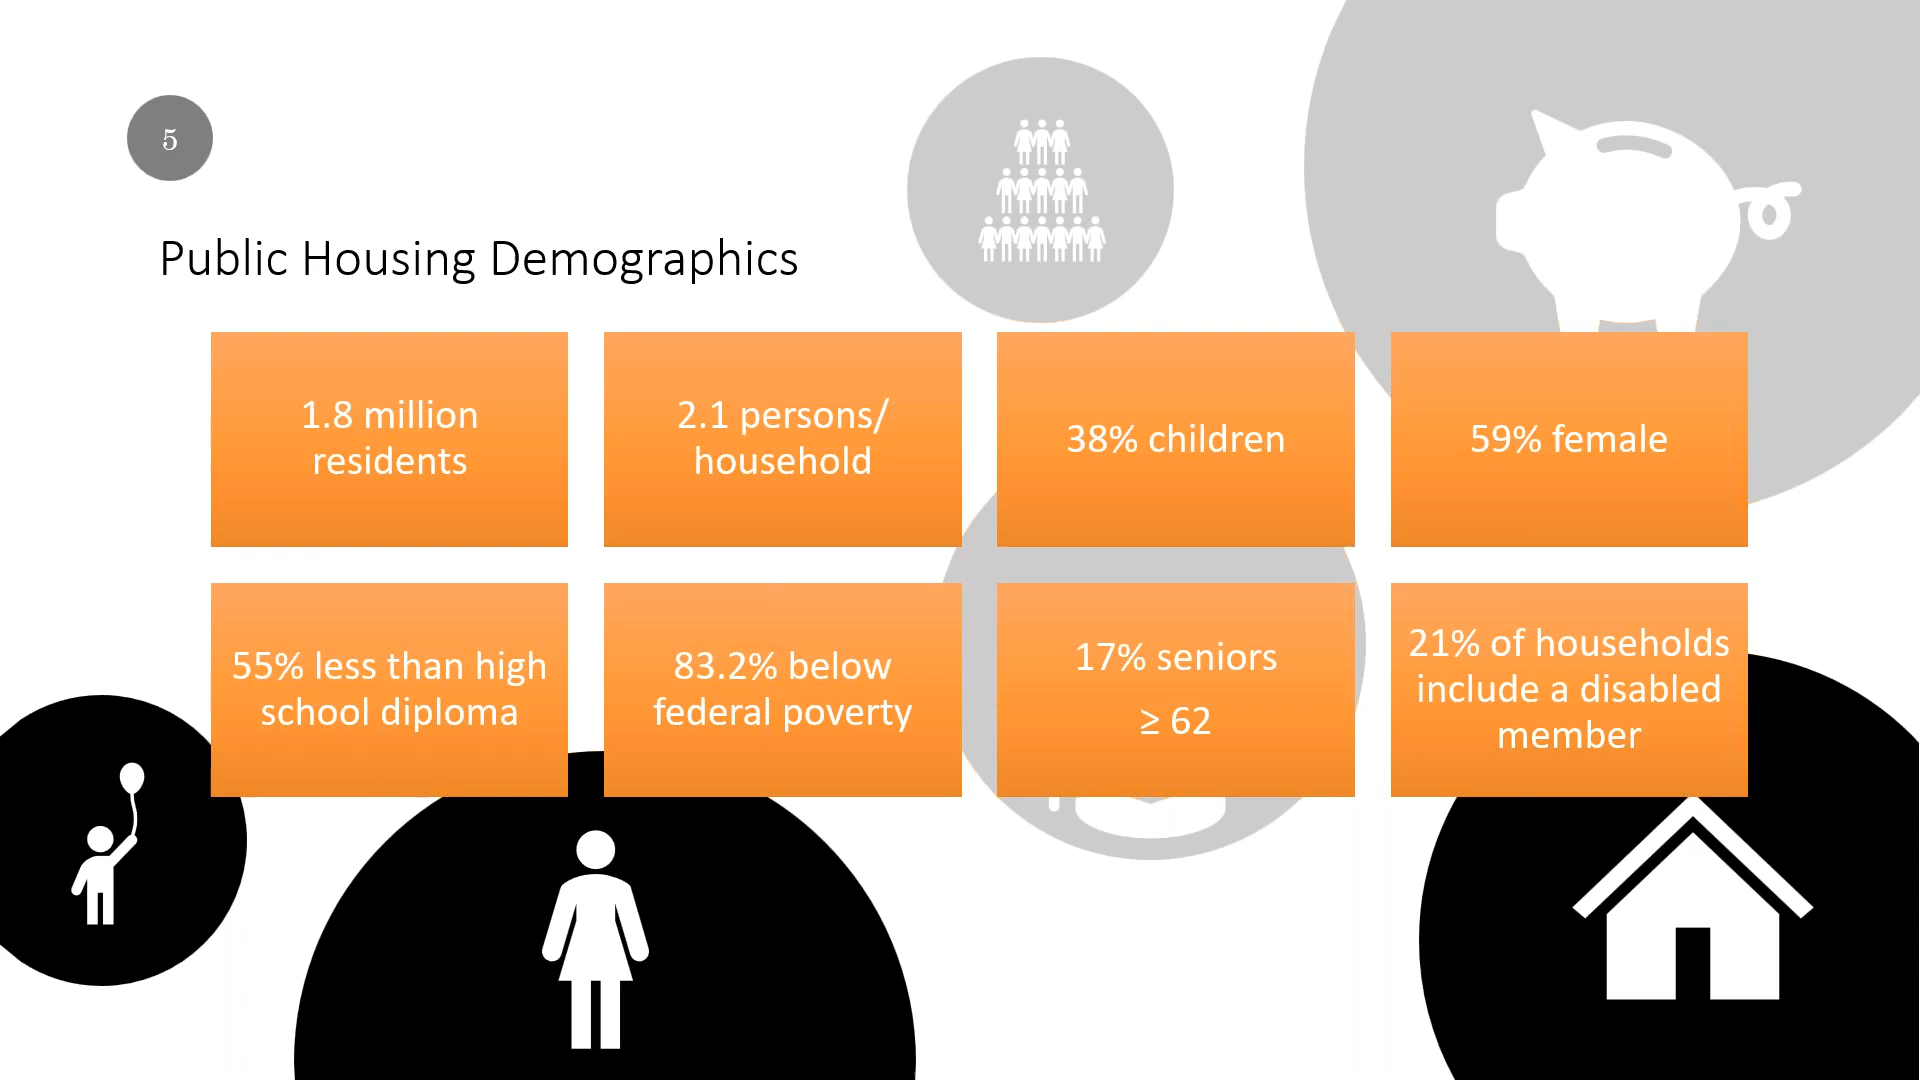 5
Public Housing Demographics
1.8 million
residents
2.1 persons/
household
38% children
59% female
55% less than high
school diploma
83.2% below
federal poverty
17% seniors
≥ 62
21% of households
include a disabled
member